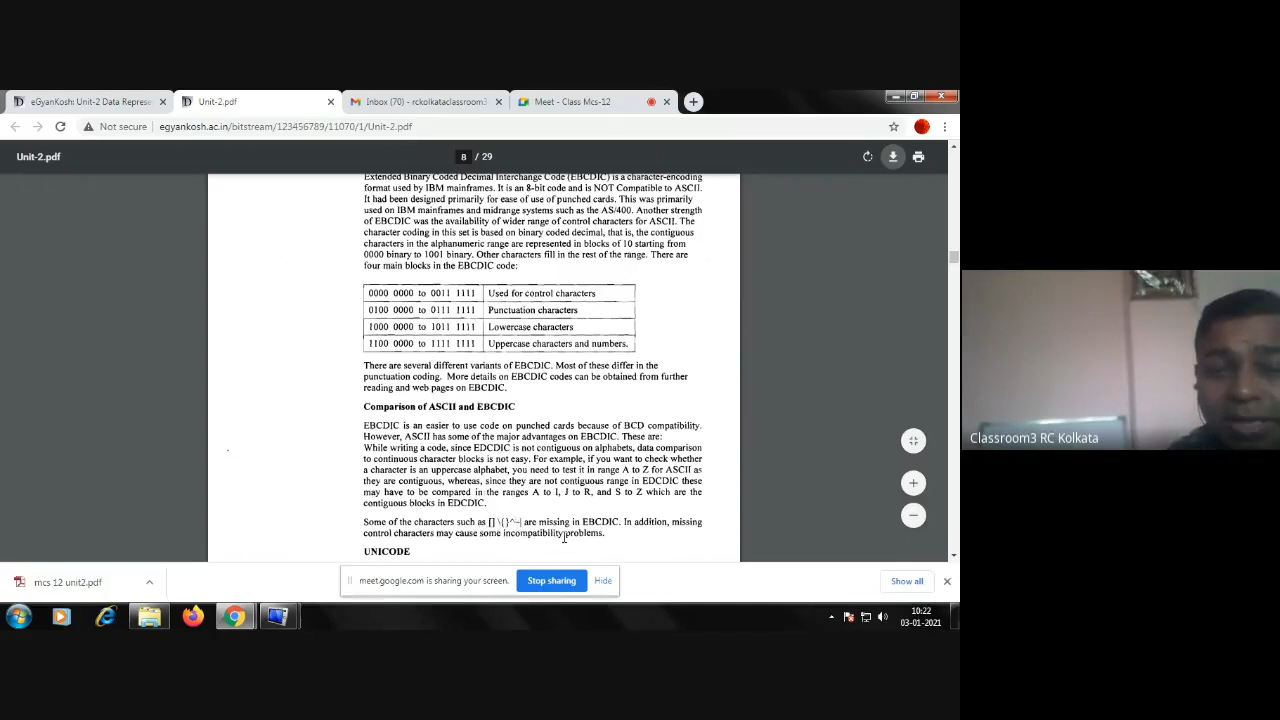 eGyanKosh: Unit-2 Data Represe
Unit-2.pdf
Inbox (70) - rckolkataclassroom3
Meet - Class Mcs-12
Not secure
egyankosh.ac.in/bitstream/123456789/11070/1/Unit-2.pdf
Unit-2.pdf
8 / 29
Extended Binary Coded Decimal Interchange Code (EBCDIC) is a character-encoding
format used by IBM mainframes. It is an 8-bit code and is NOT Compatible to ASCII.
It had been designed primarily for ease of use of punched cards. This was primarily
used on IBM mainframes and midrange systems such as the AS/400. Another strength
of EBCDIC was the availability of wider range of control characters for ASCII. The
character coding in this set is based on binary coded decimal, that is, the contiguous
characters in the alphanumeric range are represented in blocks of 10 starting from
0000 binary to 1001 binary. Other characters fill in the rest of the range. There are
four main blocks in the EBCDIC code:
0000 0000 to 0011 1111 Used for control characters
0100 0000 to 0111 1111 Punctuation characters
1000 0000 to 1011 1111 Lowercase characters
1100 0000 to 1111 1111 Uppercase characters and numbers.
There are several different variants of EBCDIC. Most of these differ in the
punctuation coding. More details on EBCDIC codes can be obtained from further
reading and web pages on EBCDIC.
Comparison of ASCII and EBCDIC
EBCDIC is an easier to use code on punched cards because of BCD compatibility.
However, ASCII has some of the major advantages on EBCDIC. These are:
While writing a code, since EDCDIC is not contiguous on alphabets, data comparison
to continuous character blocks is not easy. For example, if you want to check whether
a character is an uppercase alphabet, you need to test it in range A to Z for ASCII as
they are contiguous, whereas, since they are not contiguous range in EDCDIC these
may have to be compared in the ranges A to I, J to R, and S to Z which are the
contiguous blocks in EDCDIC.
Some of the characters such as [] \{}^~| are missing in EBCDIC. In addition, missing
control characters may cause some incompatibility problems.
UNICODE
meet.google.com is sharing your screen.
Stop sharing
Hide
mcs 12 unit2.pdf
Show all
10:22
03-01-2021
Classroom3 RC Kolkata